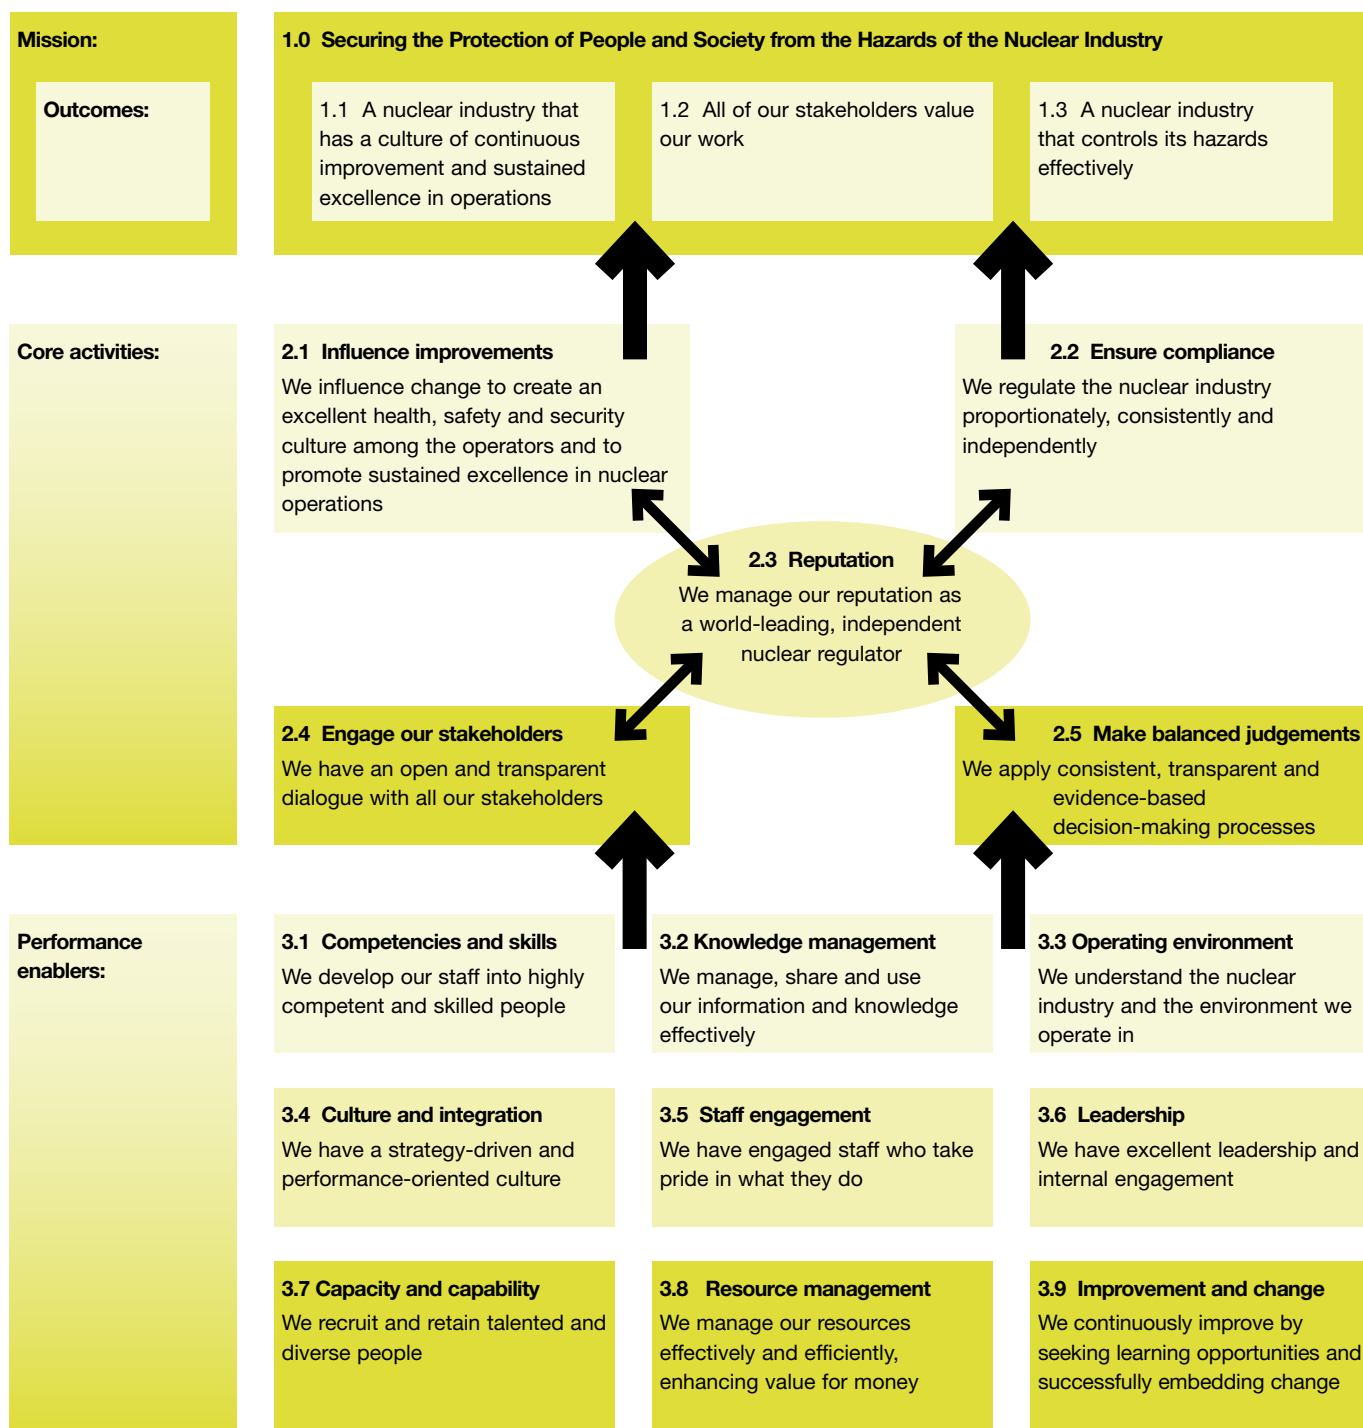 Mission:
1.0 Securing the Protection of People and Society from the Hazards of the Nuclear Industry
Outcomes:
1.1 A nuclear industry that
has a culture of continuous
improvement and sustained
excellence in operations
1.2 All of our stakeholders value
our work
1.3 A nuclear industry
that controls its hazards
effectively
Core activities:
2.1 Influence improvements
We influence change to create an
excellent health, safety and security
culture among the operators and to
promote sustained excellence in nuclear
operations
2.2 Ensure compliance
We regulate the nuclear industry
proportionately, consistently and
independently
2.3 Reputation
We manage our reputation as
a world-leading, independent
nuclear regulator
2.4 Engage our stakeholders
We have an open and transparent
dialogue with all our stakeholders
2.5 Make balanced judgements
We apply consistent, transparent and
evidence-based
decision-making processes
Performance
enablers:
3.1 Competencies and skills
We develop our staff into highly
competent and skilled people
3.2 Knowledge management
We manage, share and use
our information and knowledge
effectively
3.3 Operating environment
We understand the nuclear
industry and the environment we
operate in
3.4 Culture and integration
We have a strategy-driven and
performance-oriented culture
3.5 Staff engagement
We have engaged staff who take
pride in what they do
3.6 Leadership
We have excellent leadership and
internal engagement
3.7 Capacity and capability
We recruit and retain talented and
diverse people
3.8 Resource management
We manage our resources
effectively and efficiently,
enhancing value for money
3.9 Improvement and change
We continuously improve by
seeking learning opportunities and
successfully embedding change